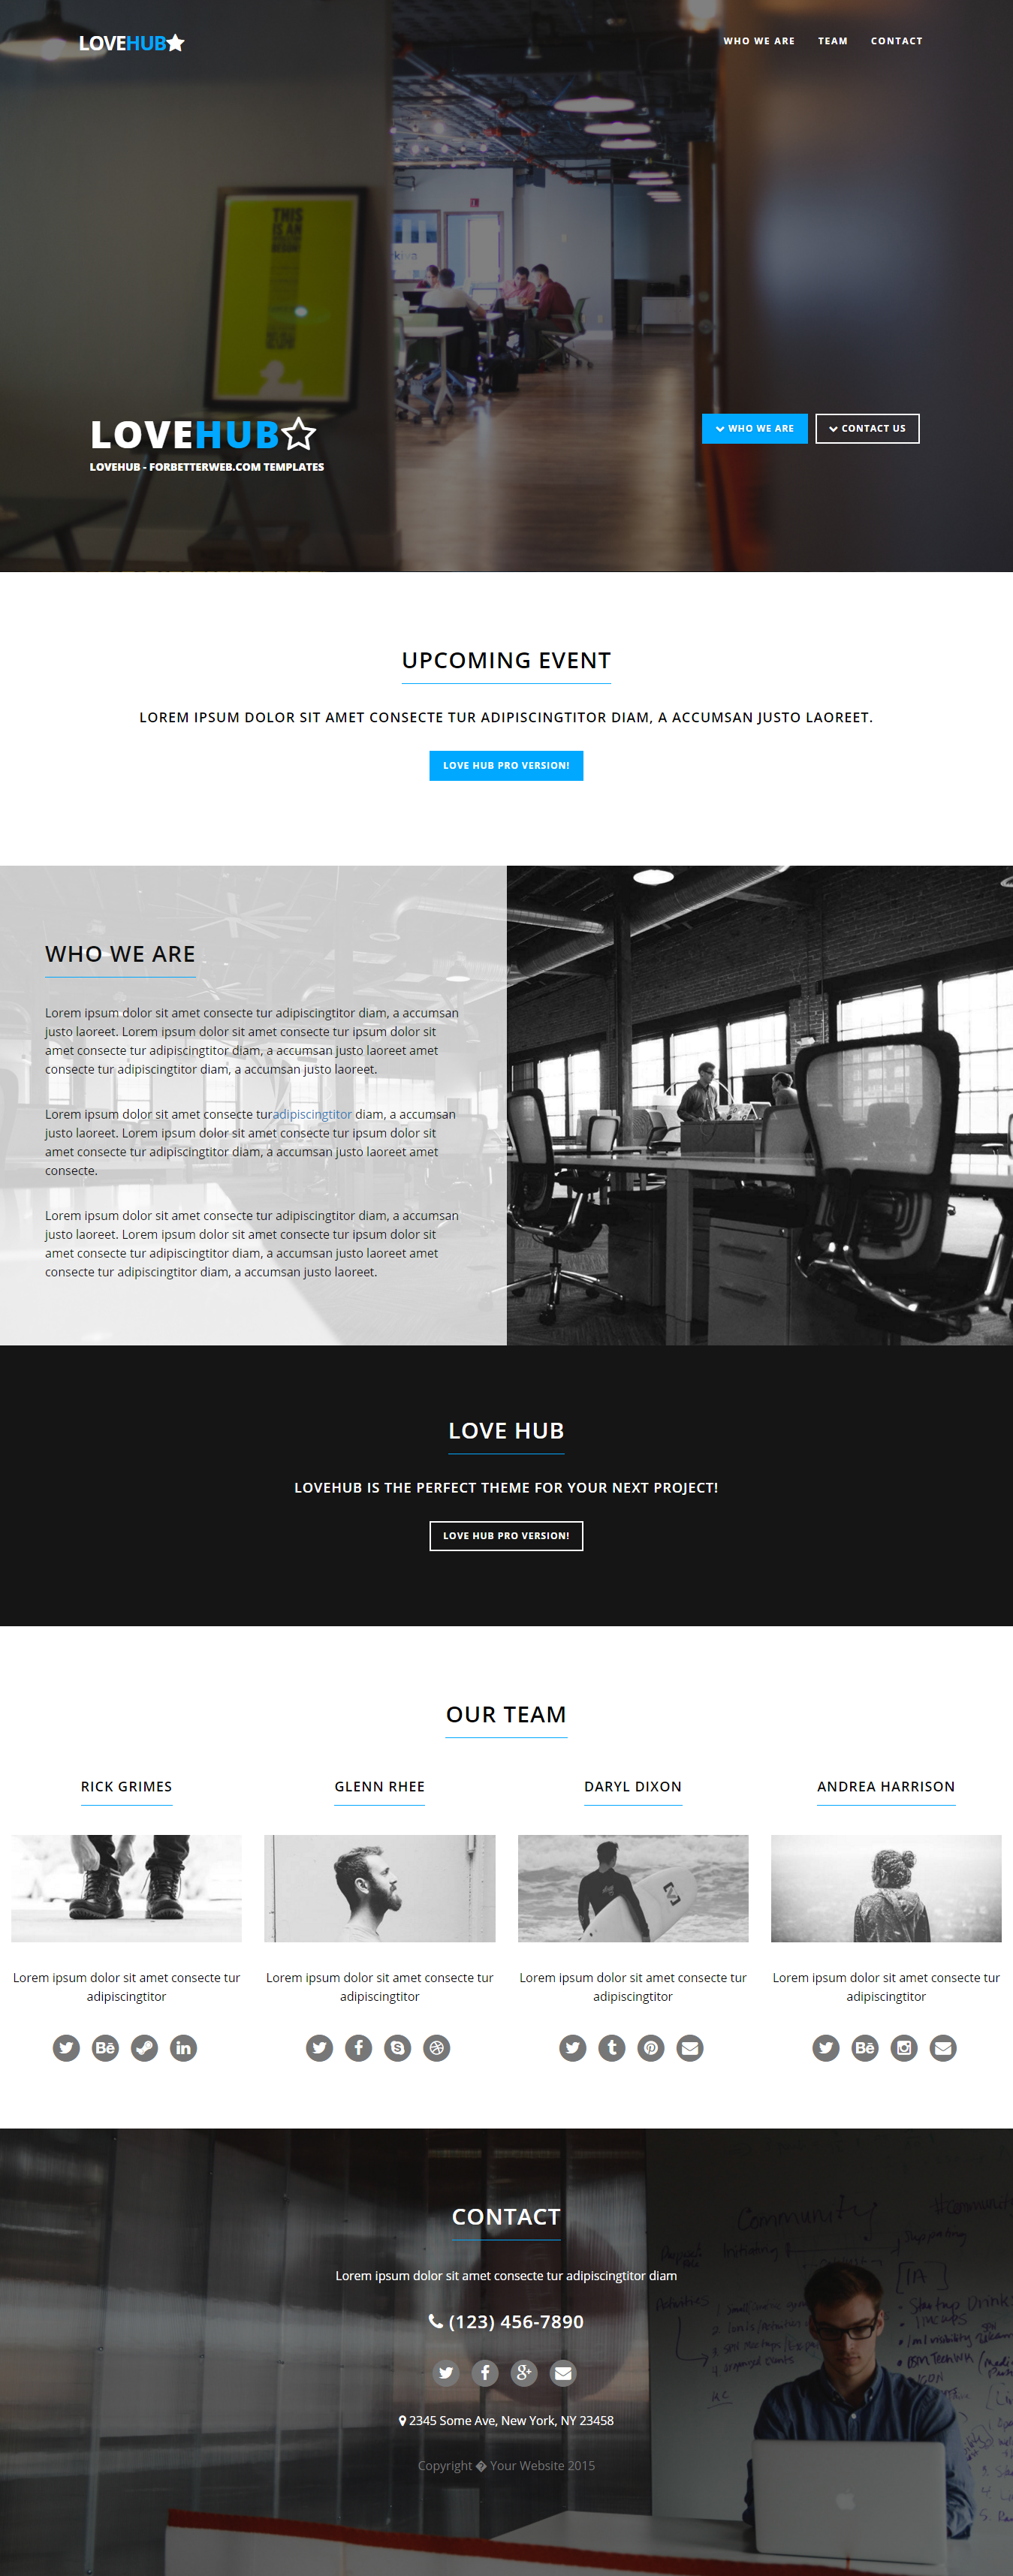 LOVEHUB
WHO WE ARE
TEAM
CONTACT
THIS
IS AN
LOVEHUB
LOVEHUB - FORBETTERWEB.COM TEMPLATES
WHO WE ARE
CONTACT US
UPCOMING EVENT
LOREM IPSUM DOLOR SIT AMET CONSECTE TUR ADIPISCINGTITOR DIAM, A ACCUMSAN JUSTO LAOREET.
LOVE HUB PRO VERSION!
WHO WE ARE
Lorem ipsum dolor sit amet consecte tur adipiscingtitor diam, a accumsan
justo laoreet. Lorem ipsum dolor sit amet consecte tur ipsum dolor sit
amet consecte tur adipiscingtitor diam, a accumsan justo laoreet amet
consecte tur adipiscingtitor diam, a accumsan justo laoreet.
Lorem ipsum dolor sit amet consecte turadipiscingtitor diam, a accumsan
justo laoreet. Lorem ipsum dolor sit amet consecte tur ipsum dolor sit
amet consecte tur adipiscingtitor diam, a accumsan justo laoreet amet
consecte.
Lorem ipsum dolor sit amet consecte tur adipiscingtitor diam, a accumsan
justo laoreet. Lorem ipsum dolor sit amet consecte tur ipsum dolor sit
amet consecte tur adipiscingtitor diam, a accumsan justo laoreet amet
consecte tur adipiscingtitor diam, a accumsan justo laoreet.
LOVE HUB
LOVEHUB IS THE PERFECT THEME FOR YOUR NEXT PROJECT!
LOVE HUB PRO VERSION!
OUR TEAM
RICK GRIMES
Lorem ipsum dolor sit amet consecte tur
adipiscingtitor
GLENN RHEE
Lorem ipsum dolor sit amet consecte tur
adipiscingtitor
DARYL DIXON
Lorem ipsum dolor sit amet consecte tur
adipiscingtitor
ANDREA HARRISON
Lorem ipsum dolor sit amet consecte tur
adipiscingtitor
CONTACT
Lorem ipsum dolor sit amet consecte tur adipiscingtitor diam
(123) 456-7890
2345 Some Ave, New York, NY 23458
Copyright � Your Website 2015
Community
Initiating
Activities
[IA]